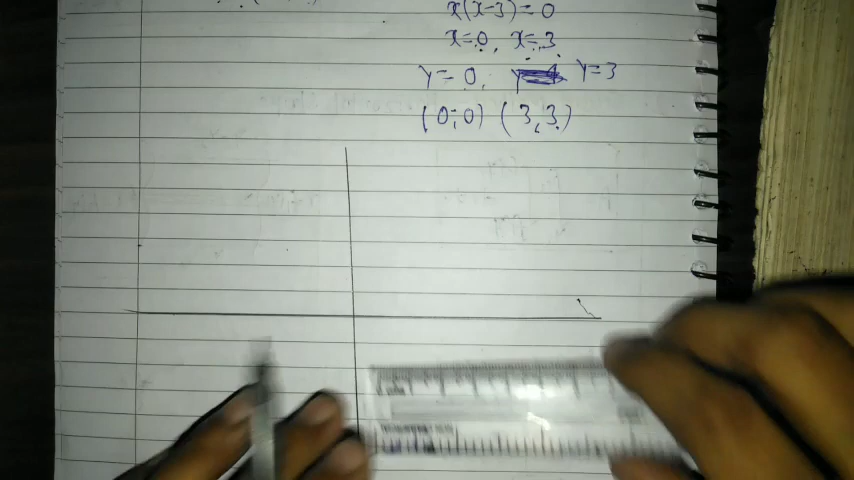 x(x-3)=0
x=0, x=3
y=0, y=3
(0,0) (3,3)